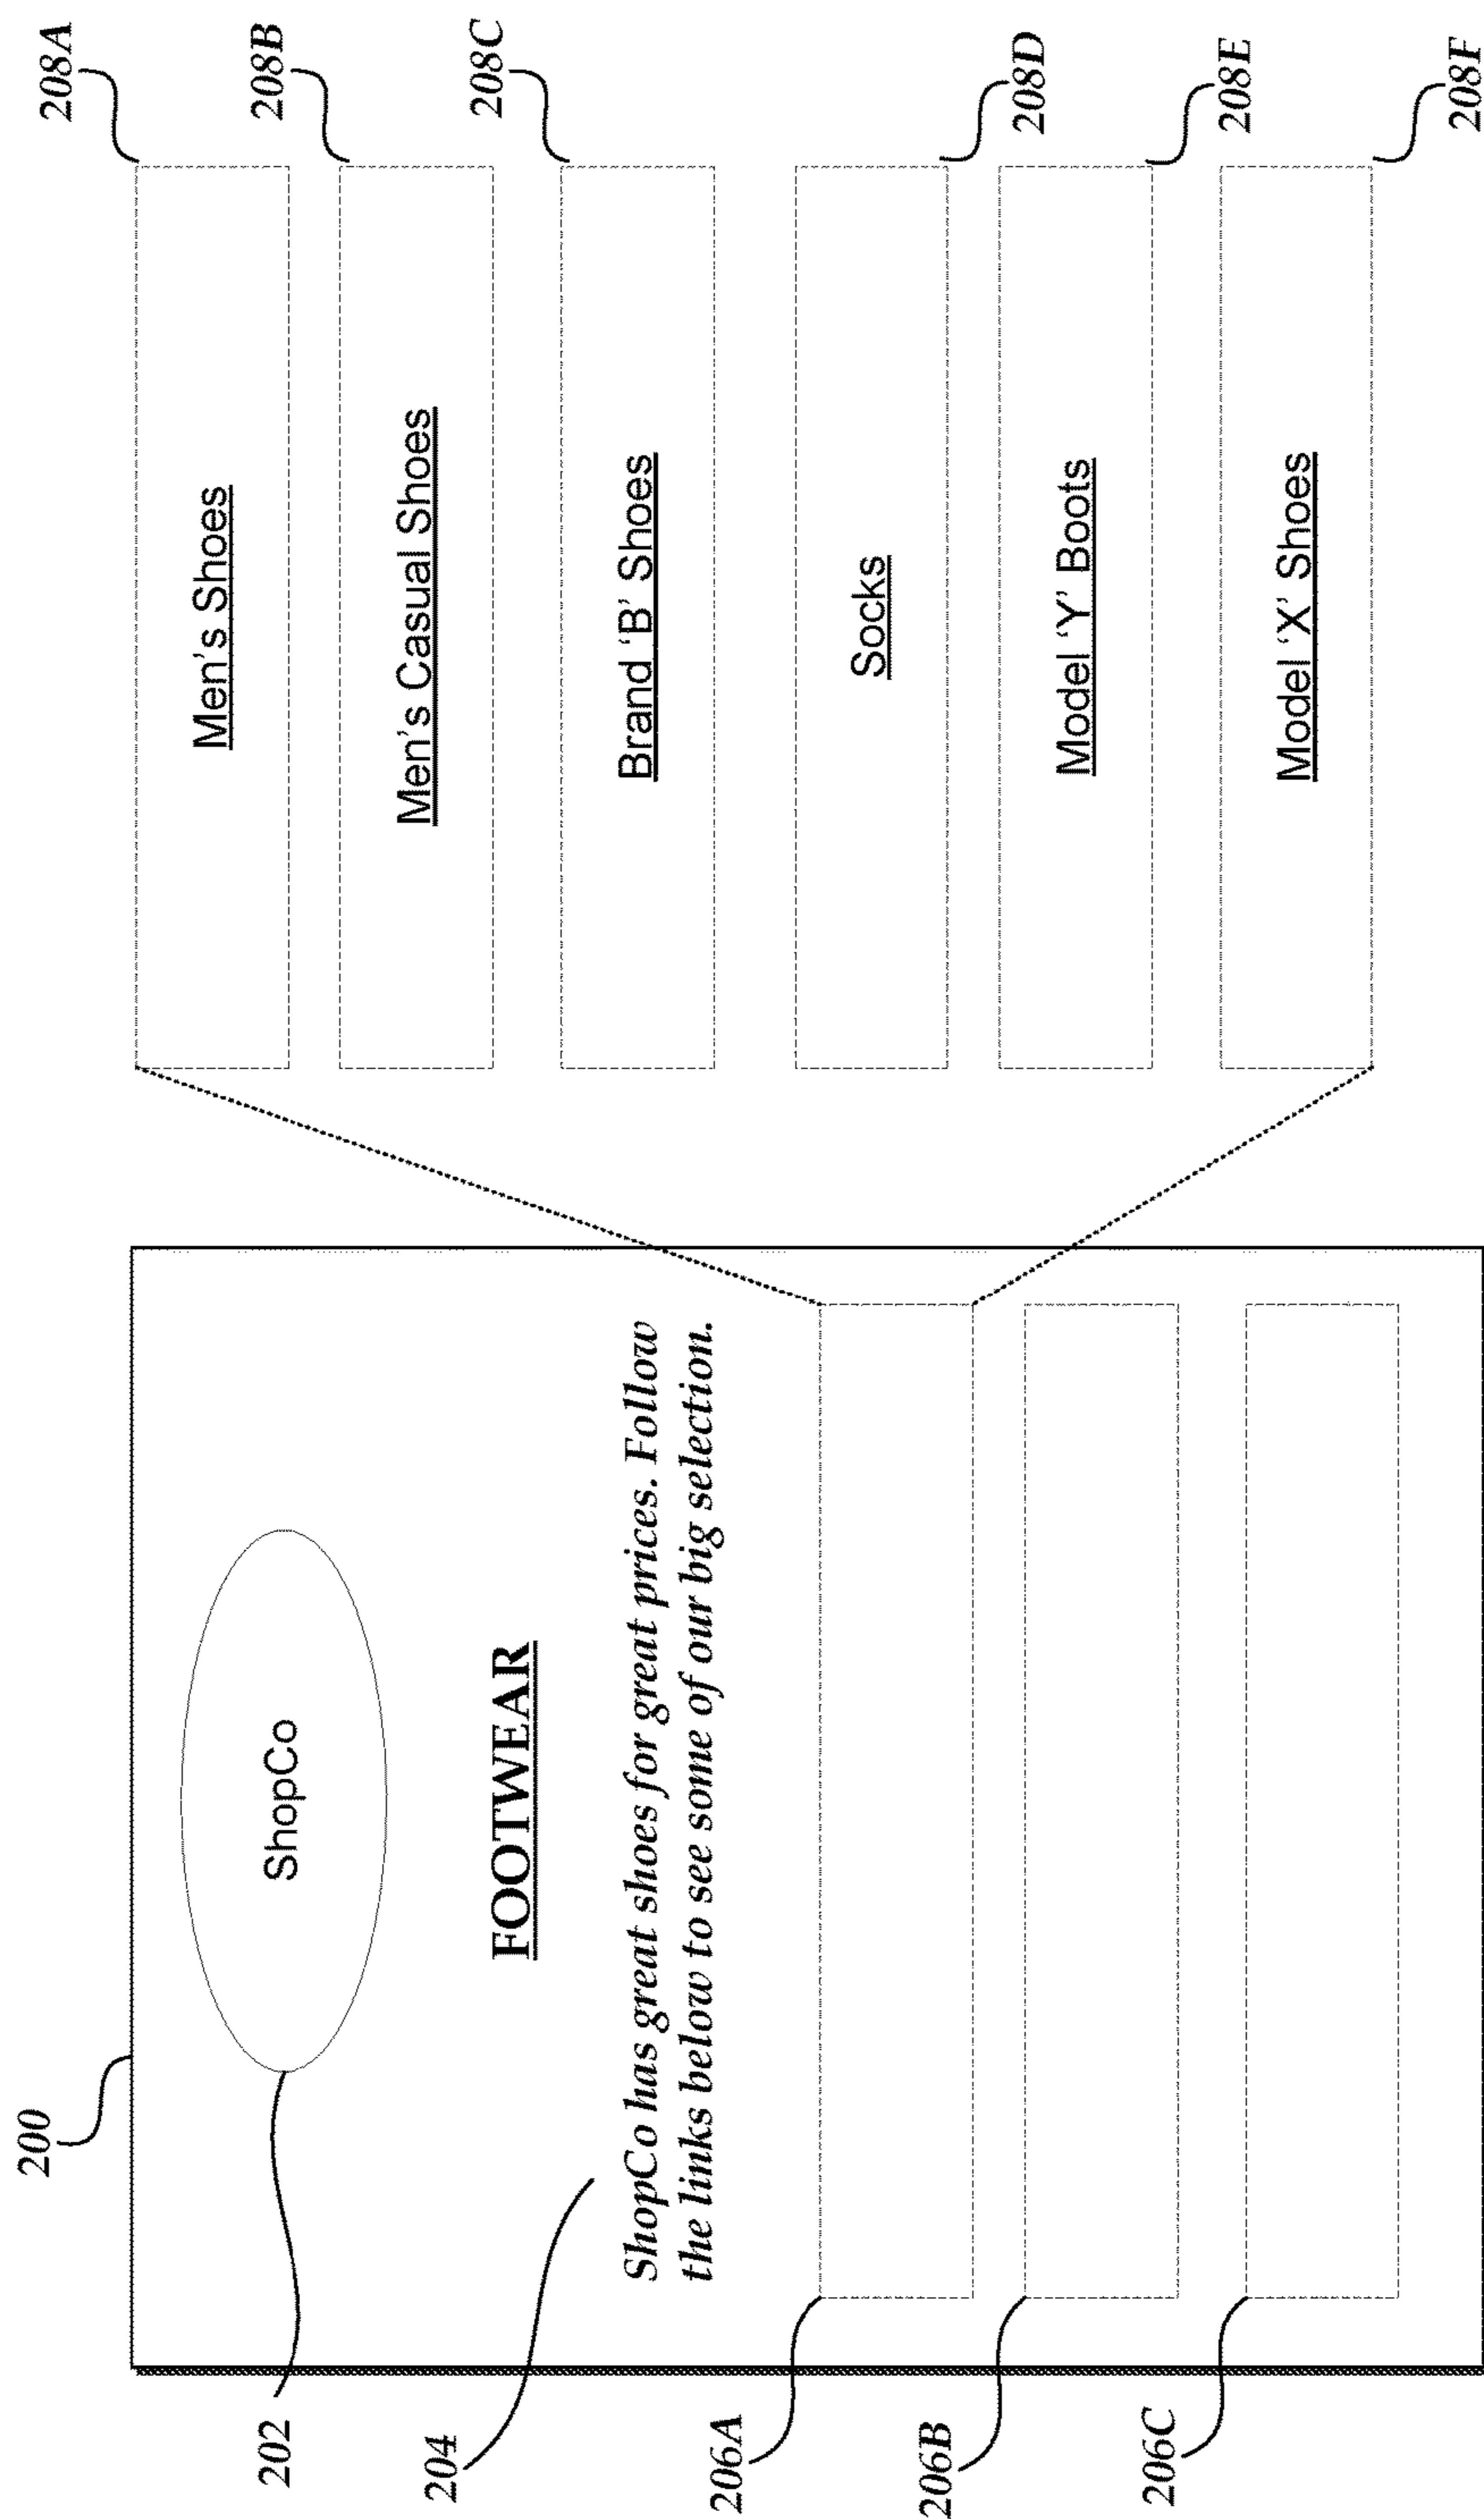 200
202
ShopCo
FOOTWEAR
204
ShopCo has great shoes for great prices. Follow
the links below to see some of our big selection.
206A
206B
206C
Men's Shoes
208A
Men's Casual Shoes
208B
Brand ‘B’ Shoes
208C
Socks
208D
Model ‘Y’ Boots
208E
Model ‘X’ Shoes
208F